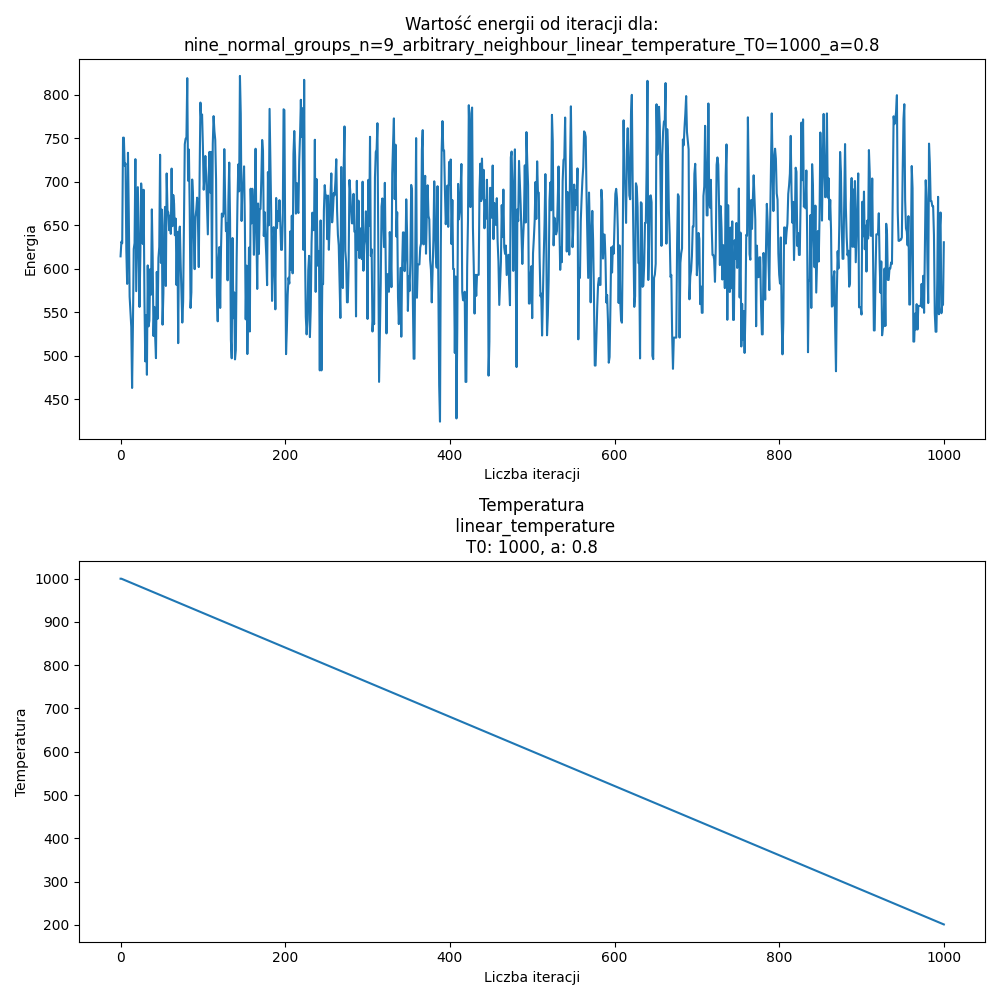 Wartość energii od iteracji dla:
nine_normal_groups_n=9_arbitrary_neighbour_linear_temperature_T0=1000_a=0.8
Energia
800
750
700
650
600
550
500
450
0 200 400 600 800 1000
Liczba iteracji
Temperatura
linear_temperature
T0: 1000, a: 0.8
Temperatura
1000
900
800
700
600
500
400
300
200
0 200 400 600 800 1000
Liczba iteracji